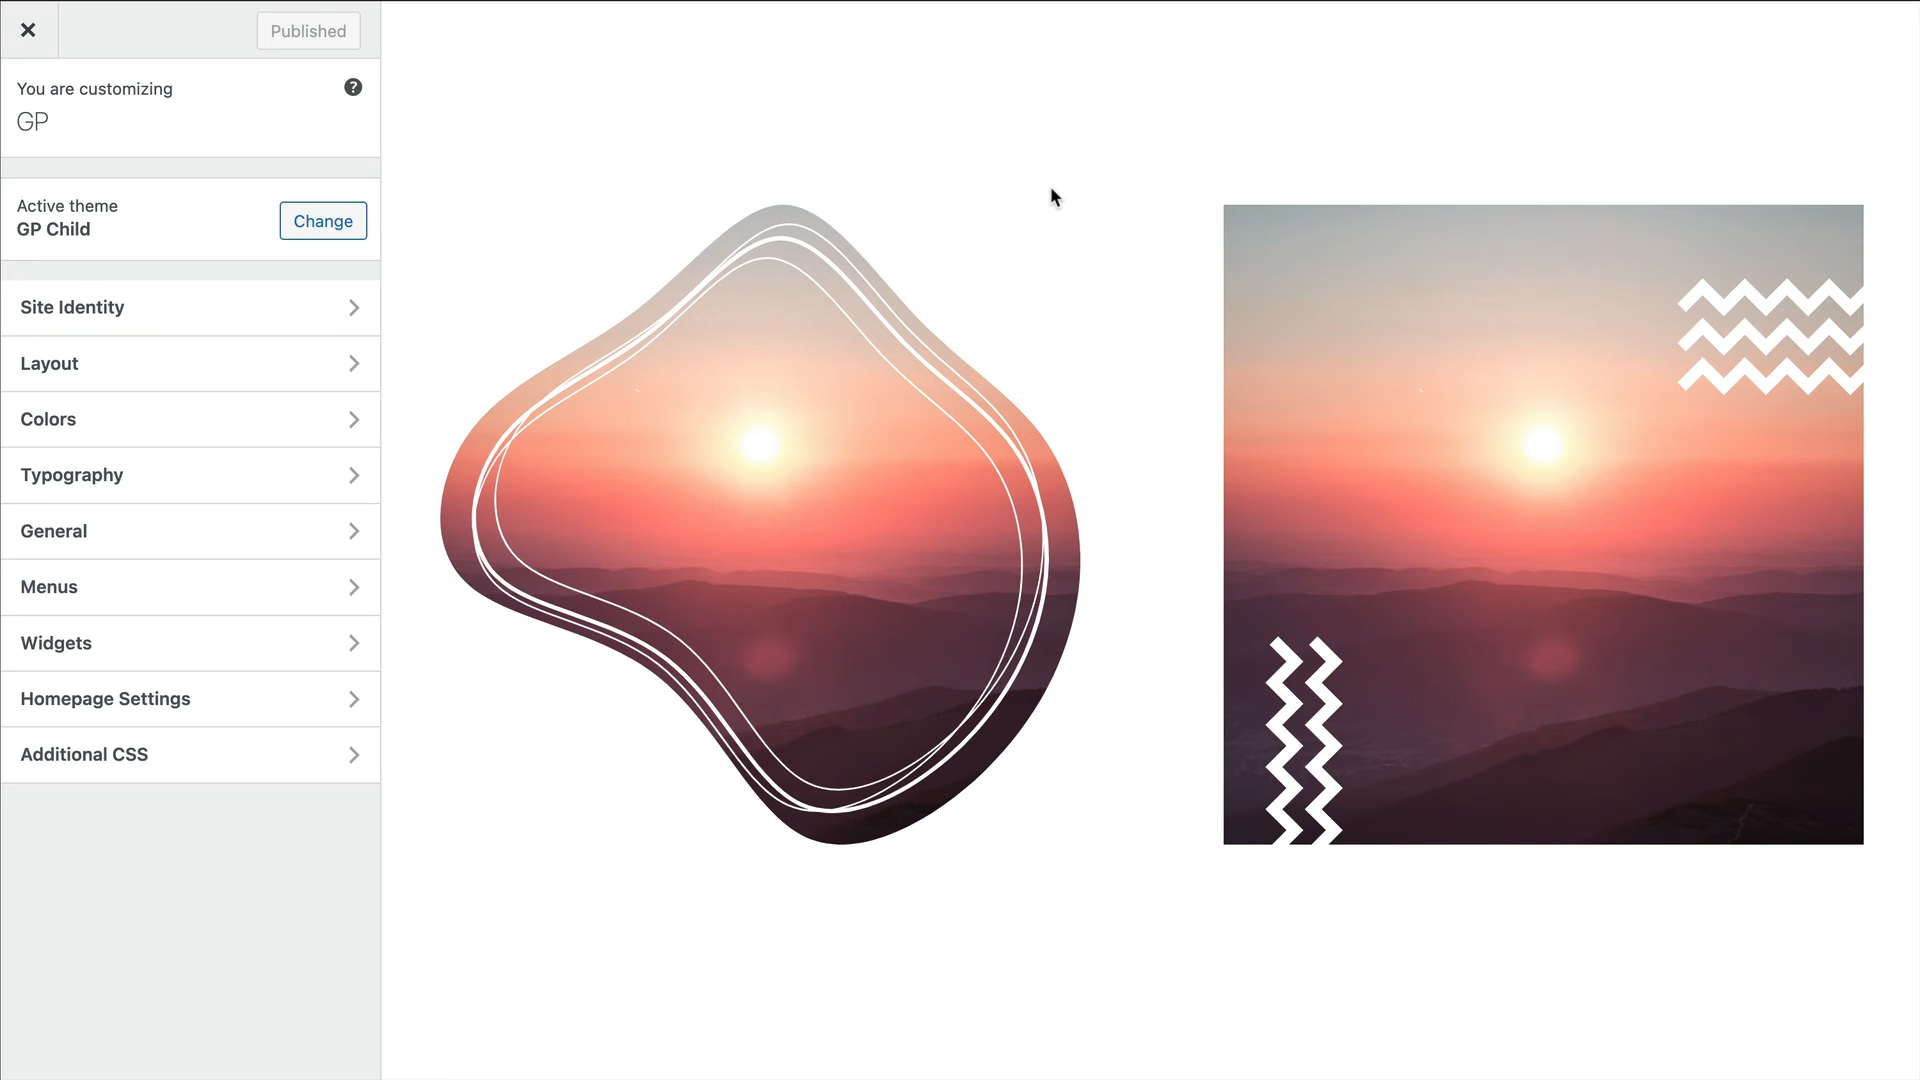 Published
You are customizing
GP
Active theme
GP Child
Change
Site Identity
Layout
Colors
Typography
General
Menus
Widgets
Homepage Settings
Additional CSS